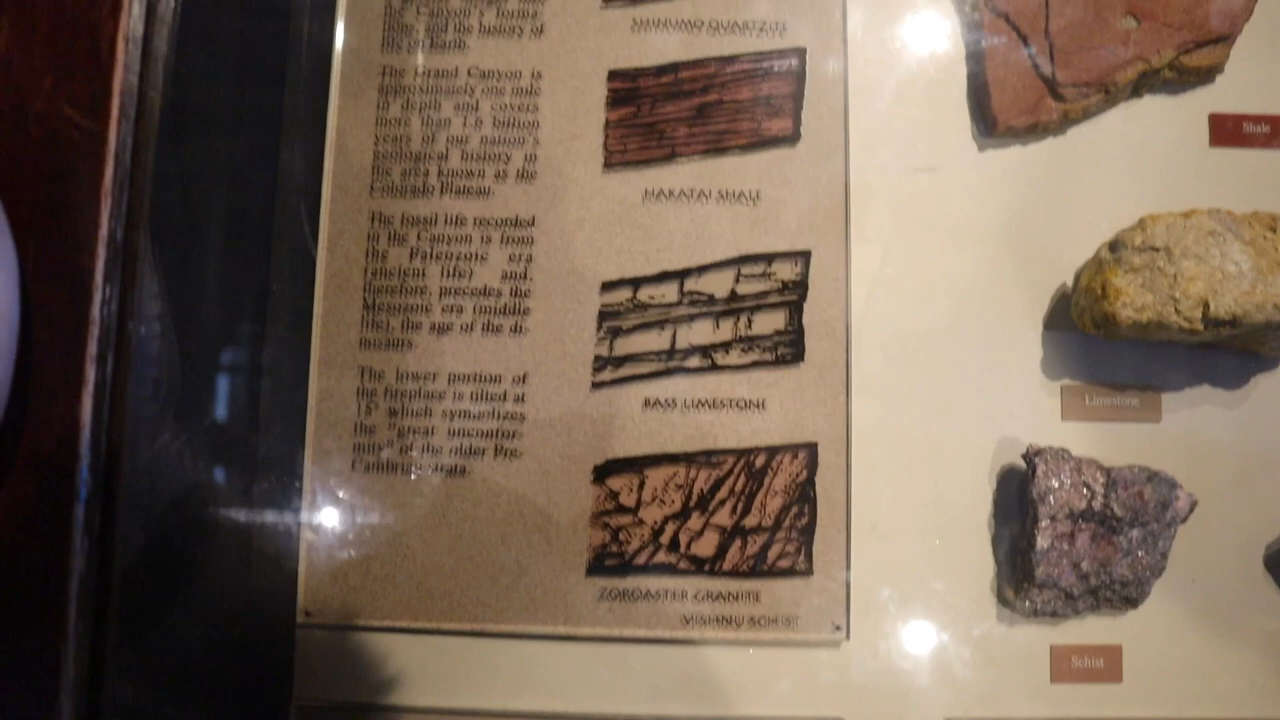 the Canyon's forma-
tions, and the history of
life on Earth.
The Grand Canyon is
approximately one mile
in depth and covers
more than 1.6 billion
years of our nation's
geological history in
the area known as the
Colorado Plateau.
The fossil life recorded
in the Canyon is from
the Paleozoic era
(ancient life) and,
therefore, precedes the
Mesozoic era (middle
life), the age of the di-
nosaurs.
The lower portion of
the fireplace is tilted at
15° which symbolizes
the "great unconfor-
mity" of the older Pre-
Cambrian strata.
SHINUMO QUARTZITE
HAKATAI SHALE
BASS LIMESTONE
ZOROASTER GRANITE
VISHNU SCHIST
Shale
Limestone
Schist